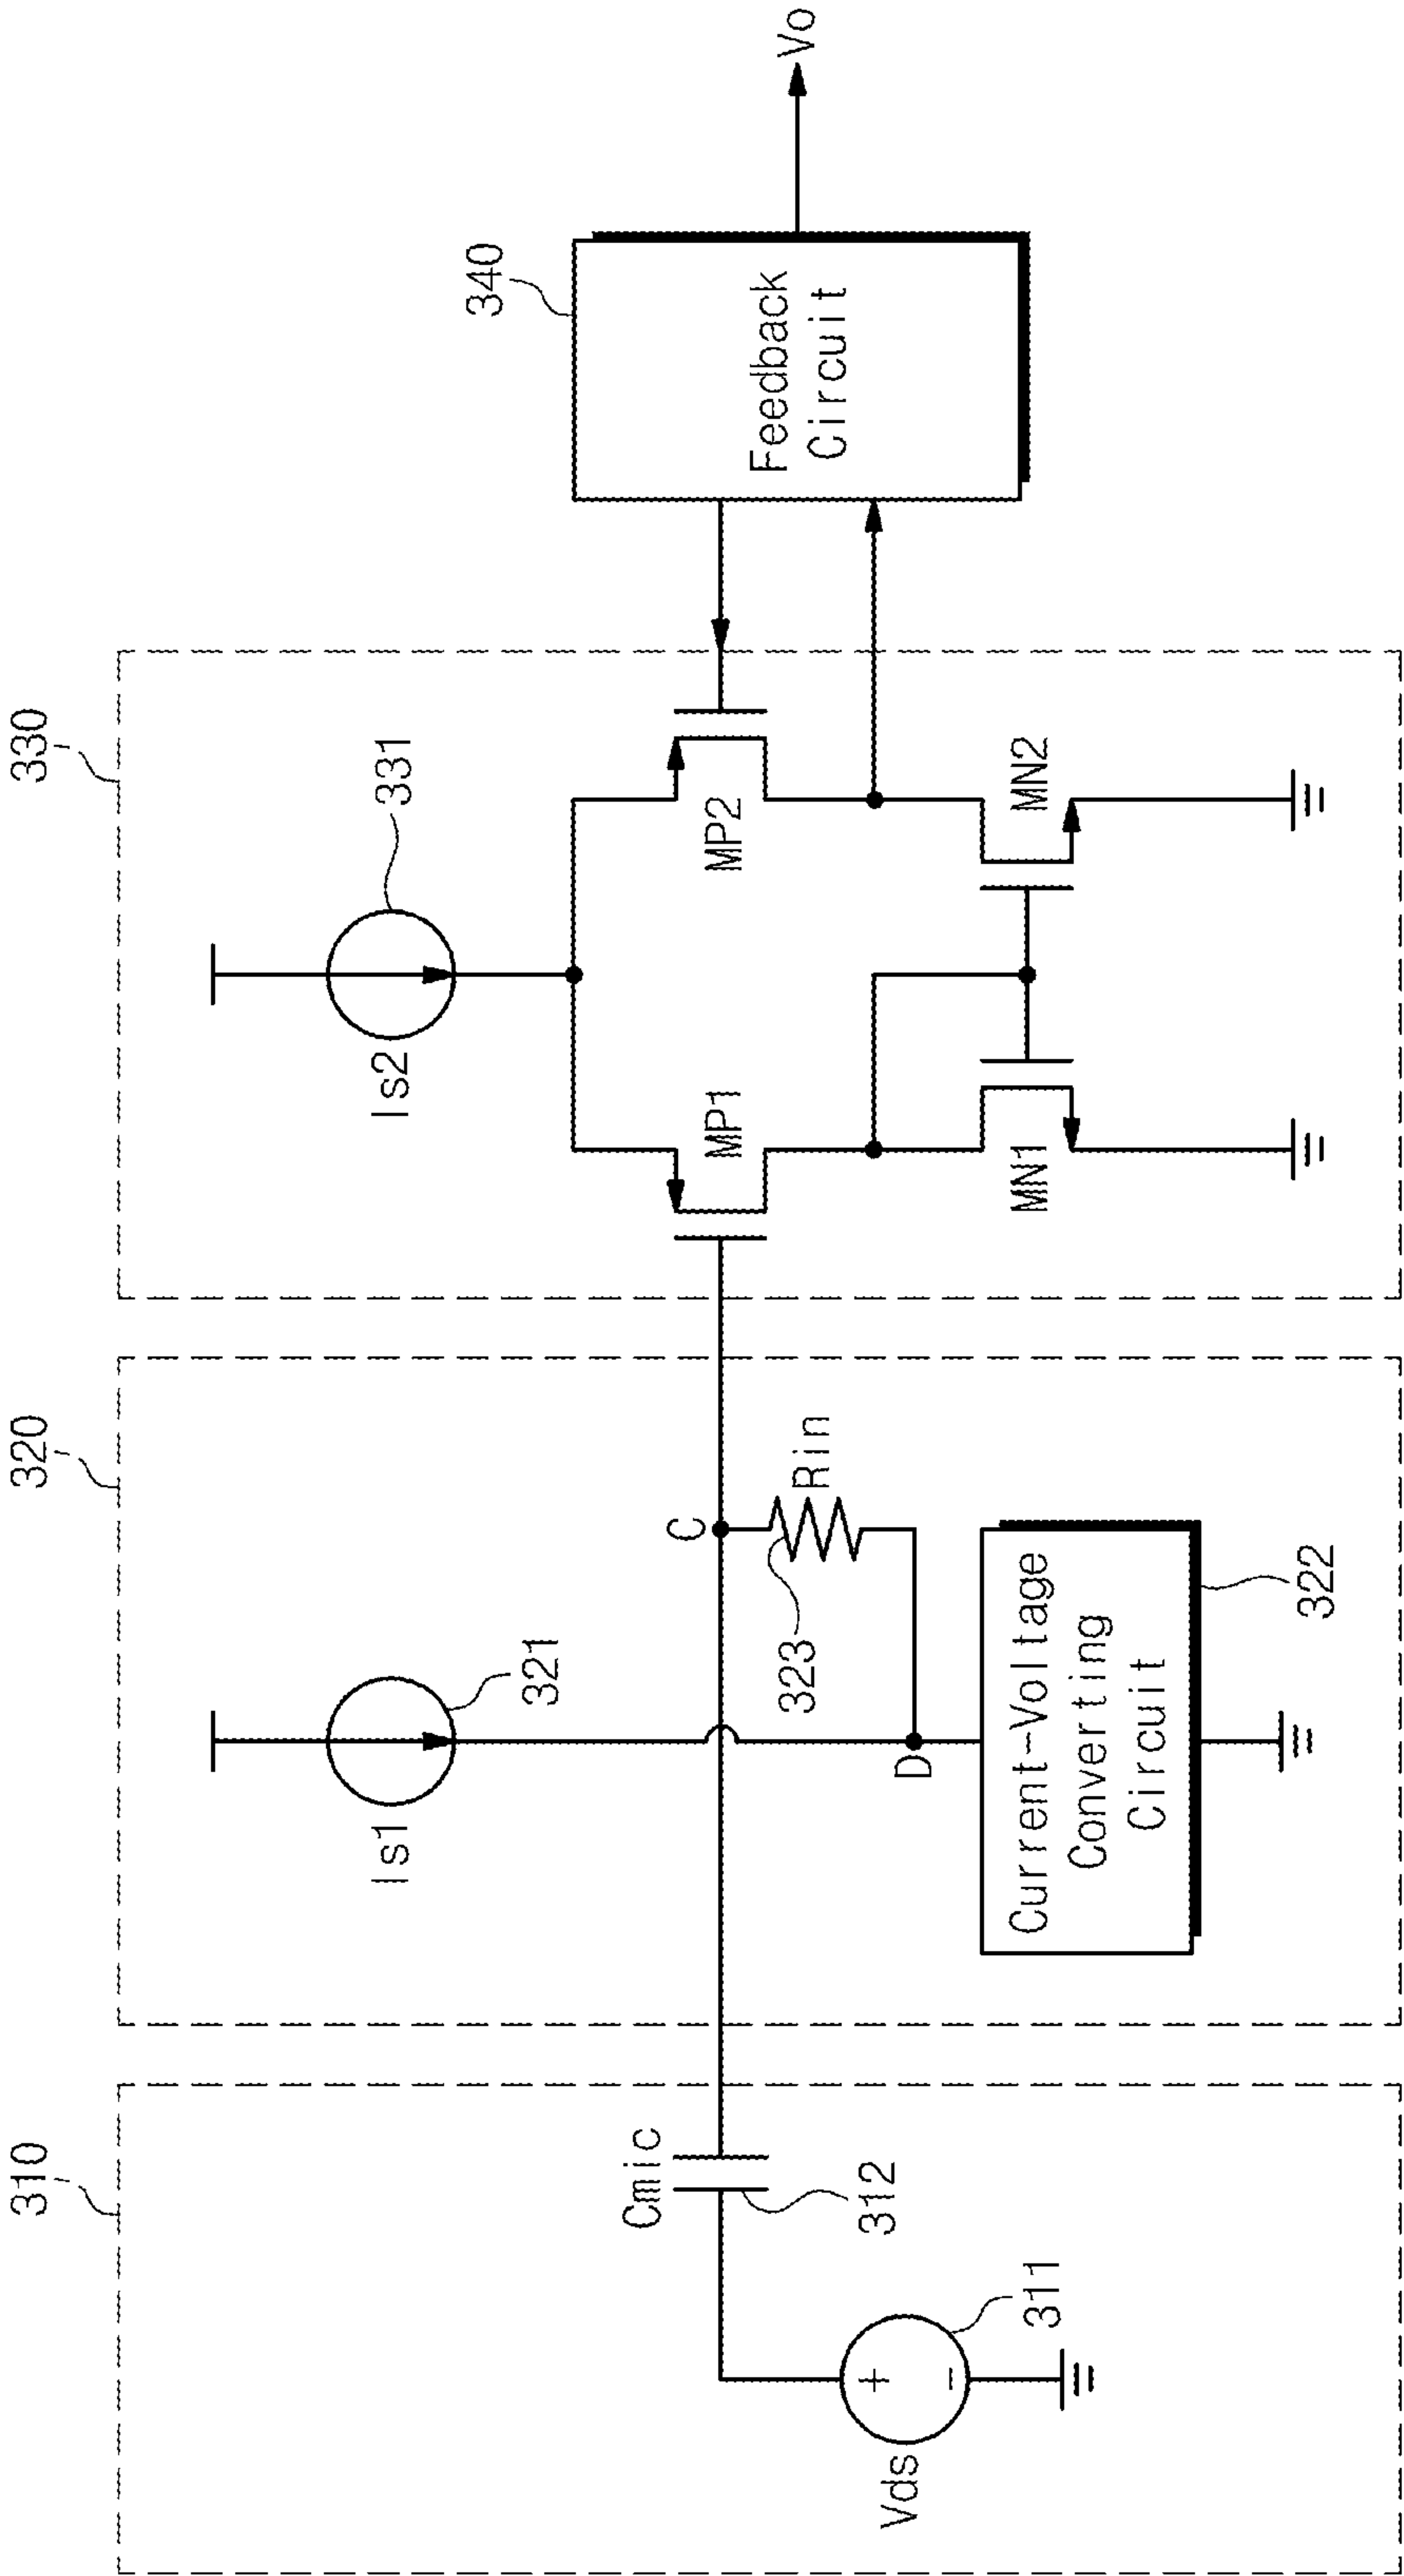 310
320
330
340
Is1
321
Is2
331
Cmic
312
Vds
+
-
311
C
Rin
323
D
Current-Voltage
Converting
Circuit
322
MP1
MP2
MN1
MN2
Feedback
Circuit
Vo